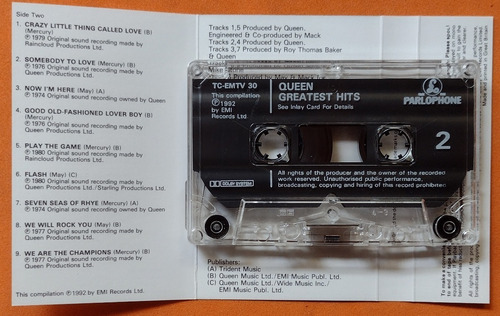 Side Two
1. CRAZY LITTLE THING CALLED LOVE (B)
(Mercury)
℗ 1979 Original sound recording made by
Raincloud Productions Ltd.
2. SOMEBODY TO LOVE (Mercury) (B)
℗ 1976 Original sound recording made by
Queen Productions Ltd.
3. NOW I'M HERE (May) (A)
℗ 1974 Original sound recording owned by Queen
4. GOOD OLD-FASHIONED LOVER BOY (B)
(Mercury)
℗ 1976 Original sound recording made by
Queen Productions Ltd.
5. PLAY THE GAME (Mercury) (B)
℗ 1980 Original sound recording made by
Queen Productions Ltd.
6. FLASH (May) (C)
℗ 1980 Original sound recording made by
Queen Productions Ltd./Starling Productions Ltd.
7. SEVEN SEAS OF RHYE (Mercury) (A)
℗ 1974 Original sound recording owned by Queen
8. WE WILL ROCK YOU (May) (B)
℗ 1977 Original sound recording made by
Queen Productions Ltd.
9. WE ARE THE CHAMPIONS (Mercury) (B)
℗ 1977 Original sound recording made by
Queen Productions Ltd.
This compilation ℗ 1992 by EMI Records Ltd.
Tracks 1,5 Produced by Queen.
Engineered & Co-produced by Mack
Tracks 2,4 Produced by Queen.
Tracks 3,7 Produced by Roy Thomas Baker
& Queen
TC-EMTV 30
This compilation
℗1992
by EMI
Records Ltd.
QUEEN
GREATEST HITS
See Inlay Card For Details
PARLOPHONE
2
DOLBY SYSTEM
All rights of the producer and the owner of the recorded
work reserved. Unauthorised public performance,
broadcasting, copying and hiring of this record prohibited
Publishers:
(A) Trident Music
(B) Queen Music Ltd./EMI Music Publ. Ltd.
(C) Queen Music Ltd./Wide Music Inc./
EMI Music Publ. Ltd.